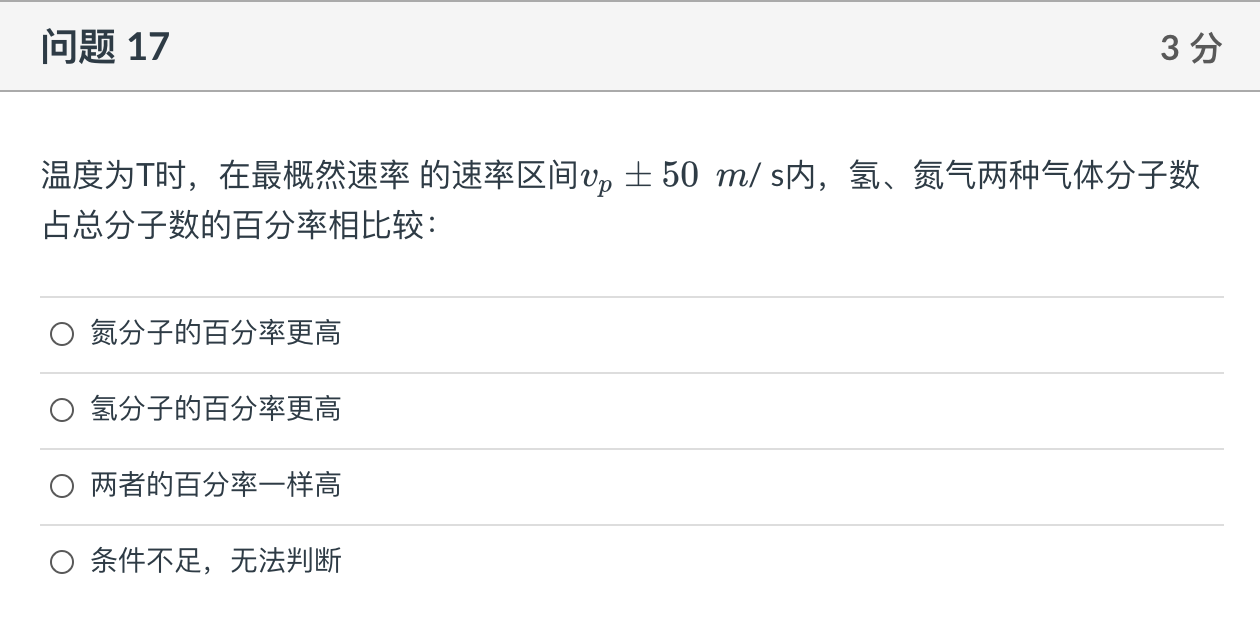 问题 17
3 分
温度为T时，在最概然速率 的速率区间$v_p \pm 50 \ m/$ s内，氢、氮气两种气体分子数
占总分子数的百分率相比较：
氮分子的百分率更高
氢分子的百分率更高
两者的百分率一样高
条件不足，无法判断